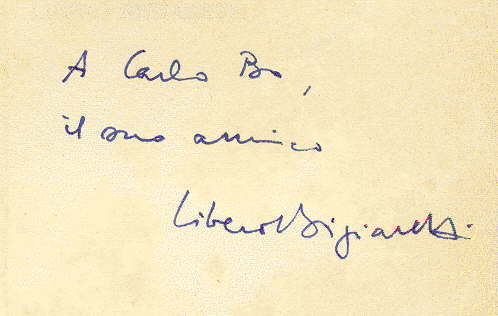 A Carlo Bo,
il suo amico
Libero Bigiaretti